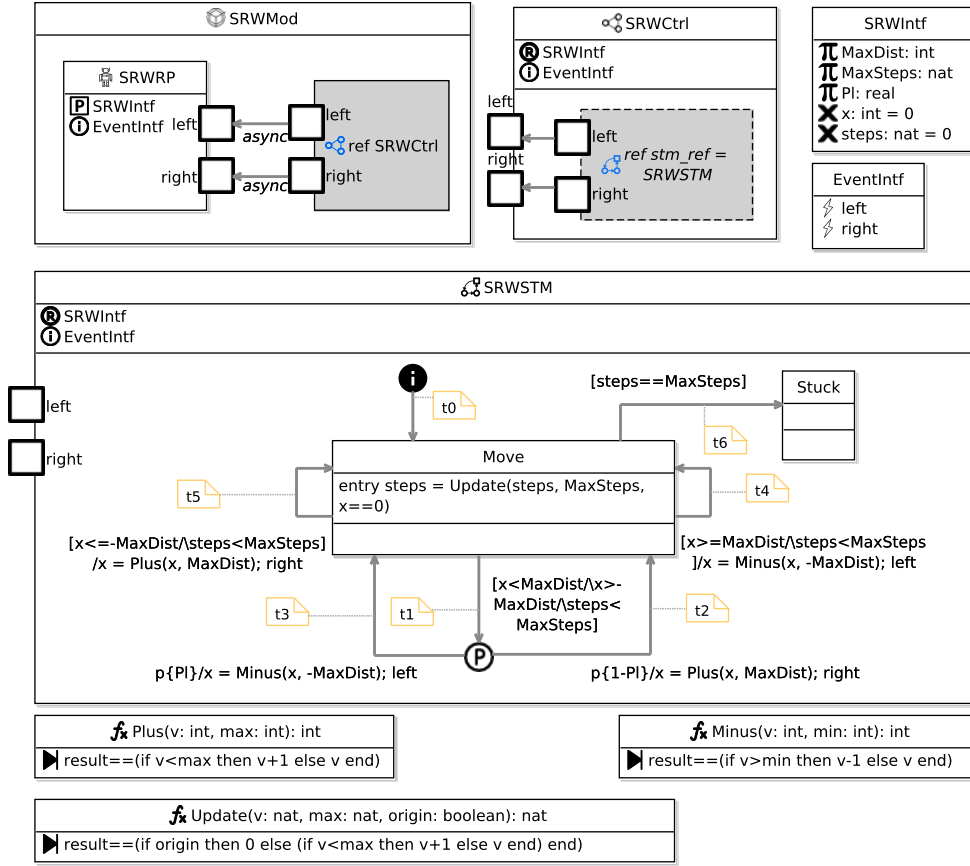 SRWMod
SRWRP
P SRWIntf
i EventIntf
left
right
async
async
left
ref SRWCtrl
right
SRWCtrl
R SRWIntf
i EventIntf
left
right
left
ref stm_ref =
SRWSTM
right
SRWIntf
π MaxDist: int
π MaxSteps: nat
π Pl: real
X x: int = 0
X steps: nat = 0
EventIntf
left
right
SRWSTM
R SRWIntf
i EventIntf
left
right
i
t0
[steps==MaxSteps]
t6
Stuck
Move
entry steps = Update(steps, MaxSteps,
x==0)
t5
t4
[x<=-MaxDist/\steps<MaxSteps]
/x = Plus(x, MaxDist); right
[x>=MaxDist/\steps<MaxSteps
]/x = Minus(x, -MaxDist); left
[x<MaxDist/\x>-
MaxDist/\steps<
MaxSteps]
t3
t1
t2
P
p{Pl}/x = Minus(x, -MaxDist); left
p{1-Pl}/x = Plus(x, MaxDist); right
fx Plus(v: int, max: int): int
result==(if v<max then v+1 else v end)
fx Minus(v: int, min: int): int
result==(if v>min then v-1 else v end)
fx Update(v: nat, max: nat, origin: boolean): nat
result==(if origin then 0 else (if v<max then v+1 else v end) end)